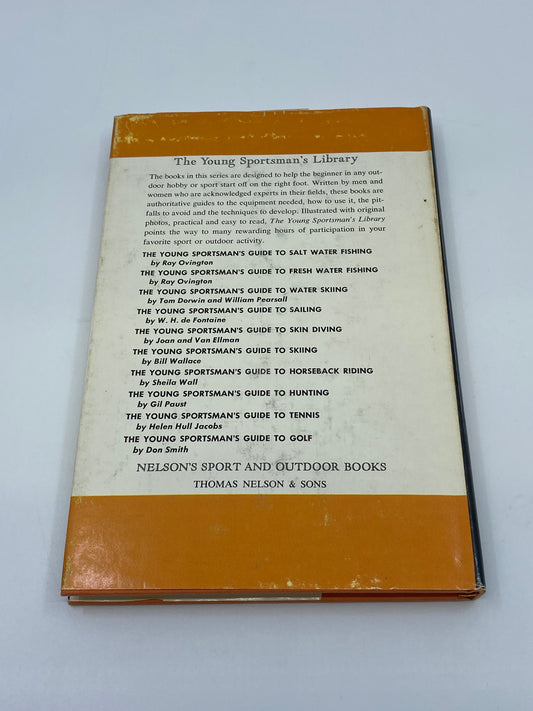 The Young Sportsman's Library
The books in this series are designed to help the beginner in any out-
door hobby or sport start off on the right foot. Written by men and
women who are acknowledged experts in their fields, these books are
authoritative guides to the equipment needed, how to use it, the pit-
falls to avoid and the techniques to develop. Illustrated with original
photos, practical and easy to read, The Young Sportsman's Library
points the way to many rewarding hours of participation in your
favorite sport or outdoor activity.
THE YOUNG SPORTSMAN'S GUIDE TO SALT WATER FISHING
by Ray Ovington
THE YOUNG SPORTSMAN'S GUIDE TO FRESH WATER FISHING
by Ray Ovington
THE YOUNG SPORTSMAN'S GUIDE TO WATER SKIING
by Tom Dorwin and William Pearsall
THE YOUNG SPORTSMAN'S GUIDE TO SAILING
by W. H. de Fontaine
THE YOUNG SPORTSMAN'S GUIDE TO SKIN DIVING
by Joan and Van Ellman
THE YOUNG SPORTSMAN'S GUIDE TO SKIING
by Bill Wallace
THE YOUNG SPORTSMAN'S GUIDE TO HORSEBACK RIDING
by Sheila Wall
THE YOUNG SPORTSMAN'S GUIDE TO HUNTING
by Gil Paust
THE YOUNG SPORTSMAN'S GUIDE TO TENNIS
by Helen Hull Jacobs
THE YOUNG SPORTSMAN'S GUIDE TO GOLF
by Don Smith
NELSON'S SPORT AND OUTDOOR BOOKS
THOMAS NELSON & SONS